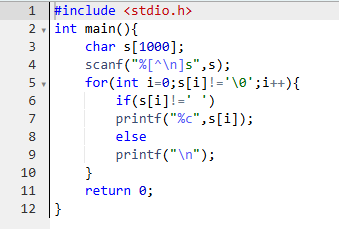 1 #include <stdio.h>
2 int main(){
3     char s[1000];
4     scanf("%[^\n]s",s);
5     for(int i=0;s[i]!='\0';i++){
6         if(s[i]!=' ')
7         printf("%c",s[i]);
8         else
9         printf("\n");
10     }
11     return 0;
12 }